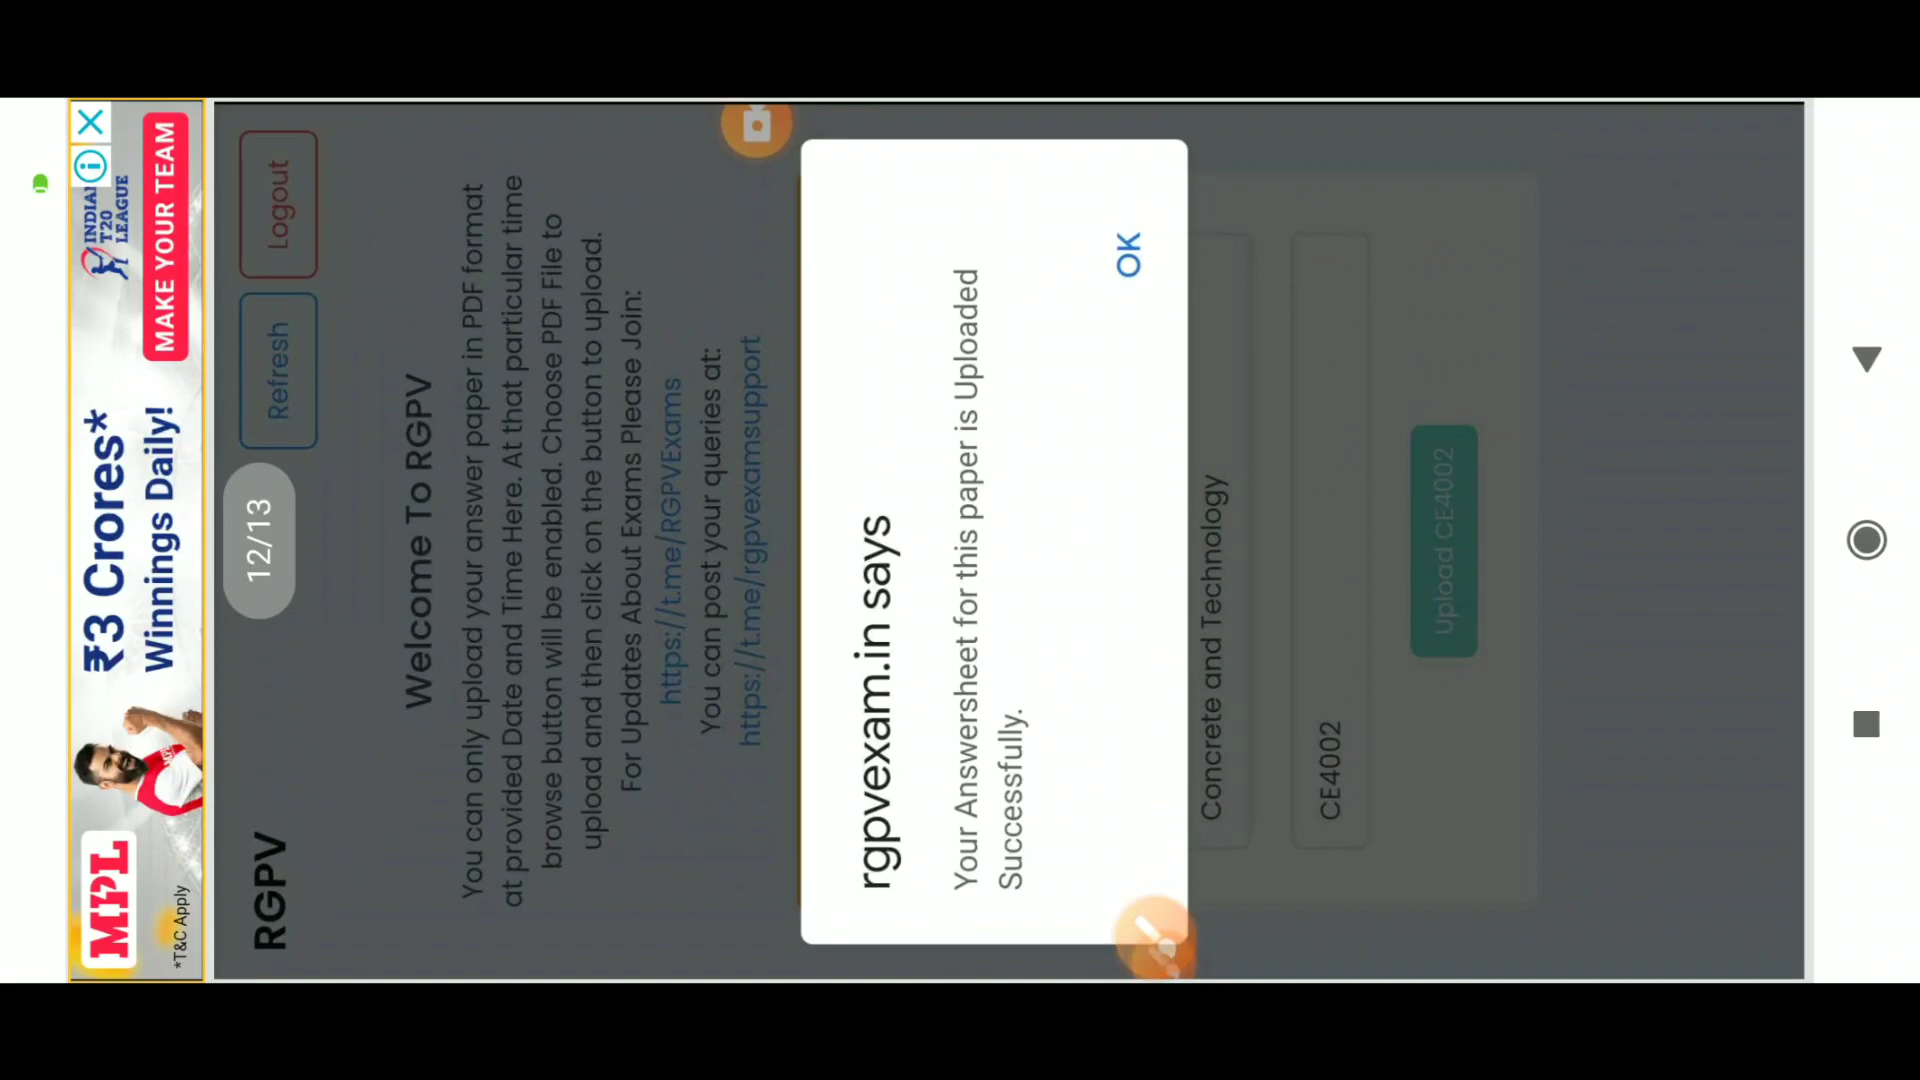 MPL
*T&C Apply
₹3 Crores*
Winnings Daily!
INDIAN
T20
LEAGUE
MAKE YOUR TEAM
RGPV
12/13
Refresh
Logout
Welcome To RGPV
You can only upload your answer paper in PDF format
at provided Date and Time Here. At that particular time
browse button will be enabled. Choose PDF File to
upload and then click on the button to upload.
For Updates About Exams Please Join:
https://t.me/RGPVExams
You can post your queries at:
https://t.me/rgpvexamsupport
rgpvexam.in says
Your Answersheet for this paper is Uploaded
Successfully.
OK
Concrete and Technology
CE4002
Upload CE4002